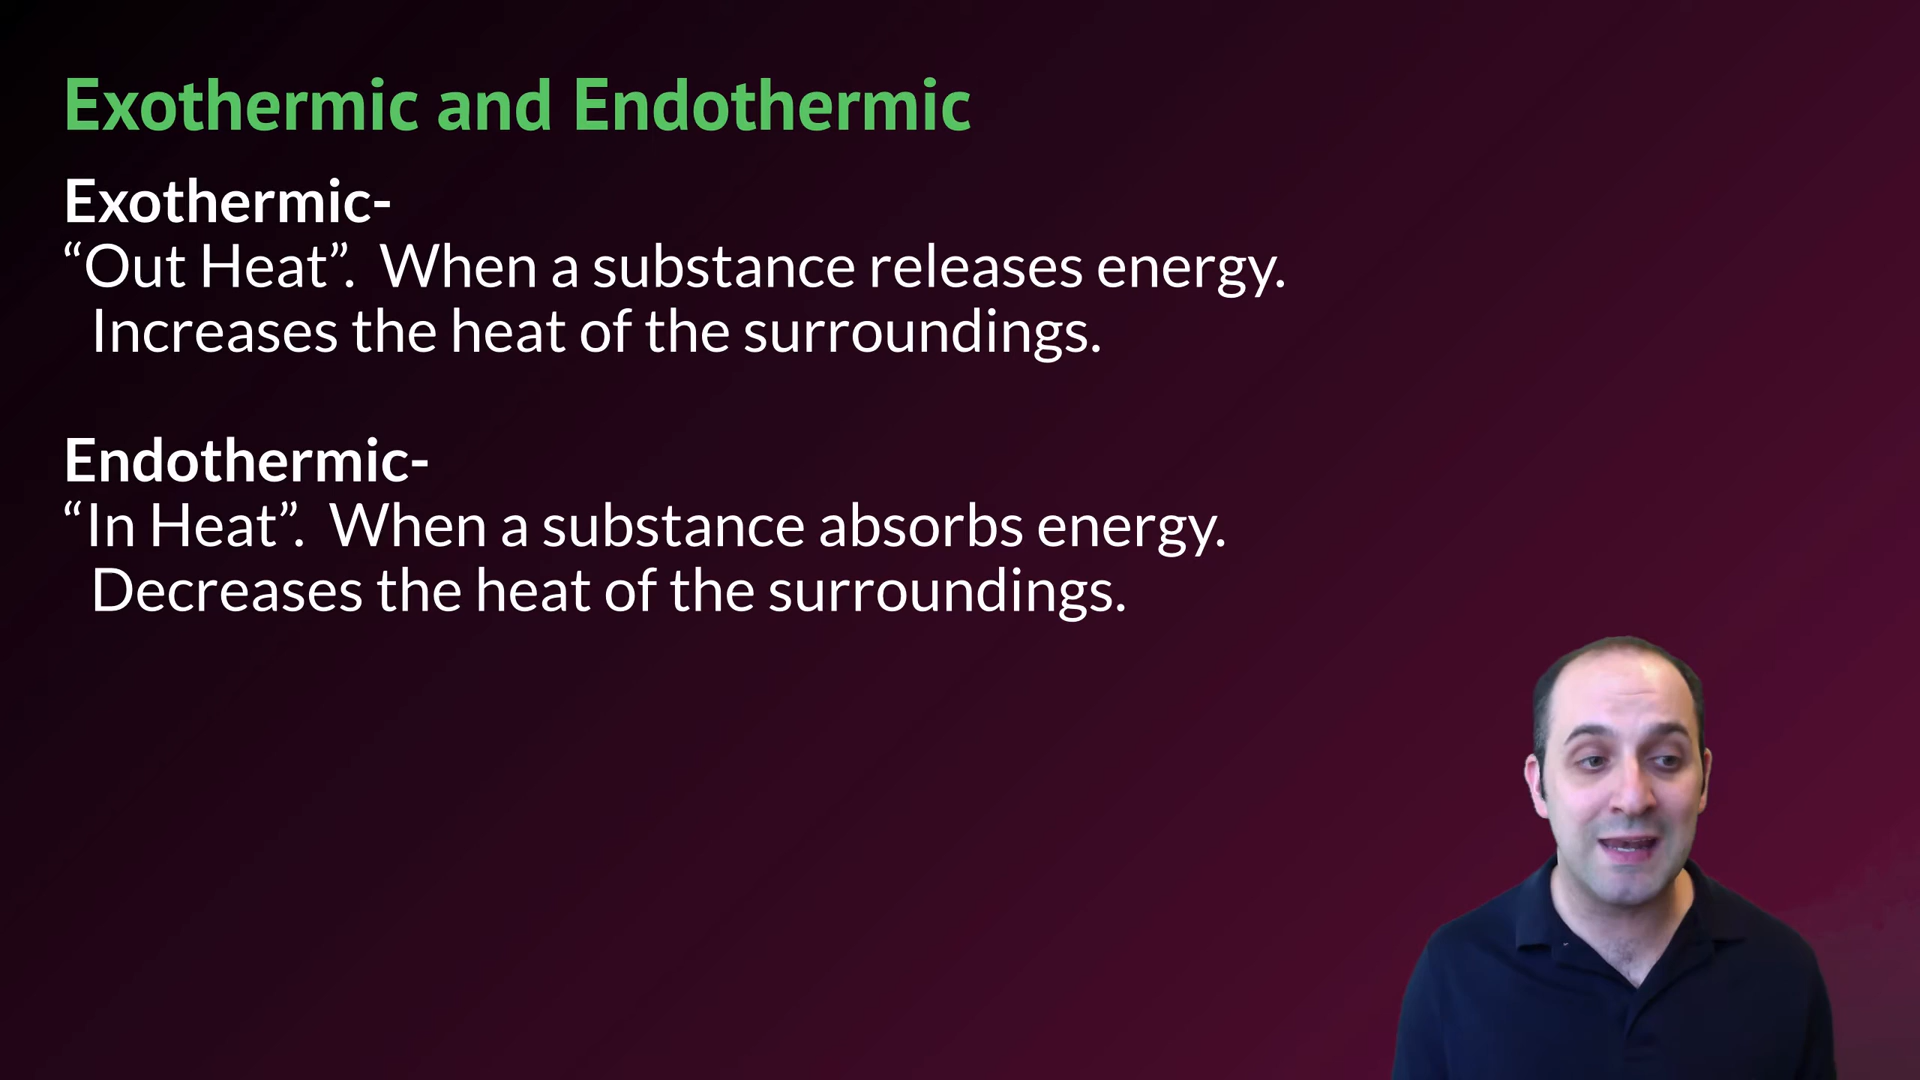 Exothermic and Endothermic
Exothermic-
“Out Heat”.  When a substance releases energy.
Increases the heat of the surroundings.
Endothermic-
“In Heat”.  When a substance absorbs energy.
Decreases the heat of the surroundings.